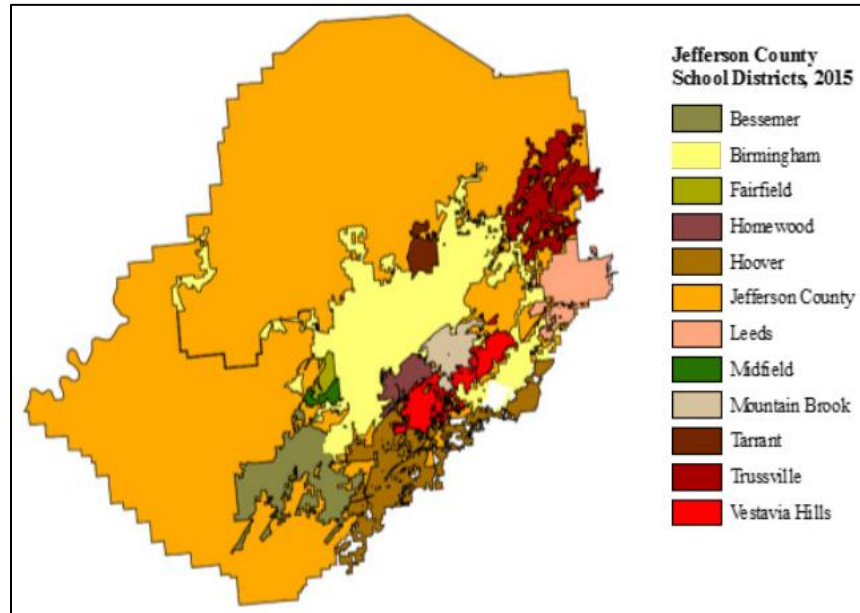 Jefferson County
School Districts, 2015
Bessemer
Birmingham
Fairfield
Homewood
Hoover
Jefferson County
Leeds
Midfield
Mountain Brook
Tarrant
Trussville
Vestavia Hills